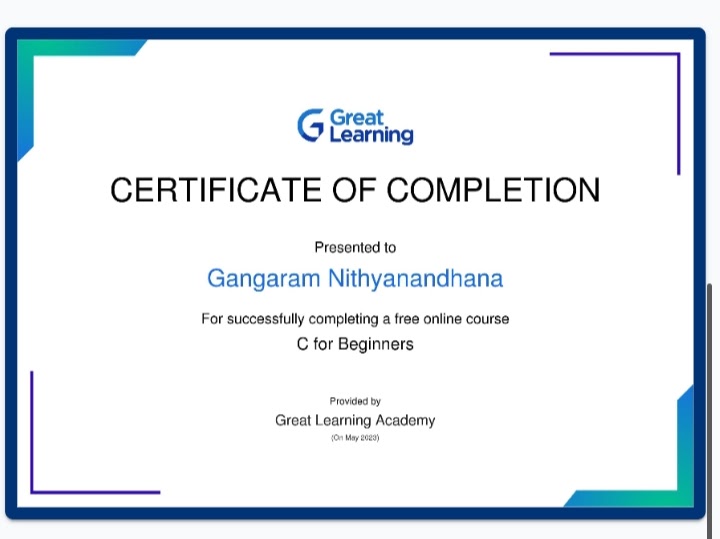 Great
Learning
CERTIFICATE OF COMPLETION
Presented to
Gangaram Nithyanandhana
For successfully completing a free online course
C for Beginners
Provided by
Great Learning Academy
(On May 2023)